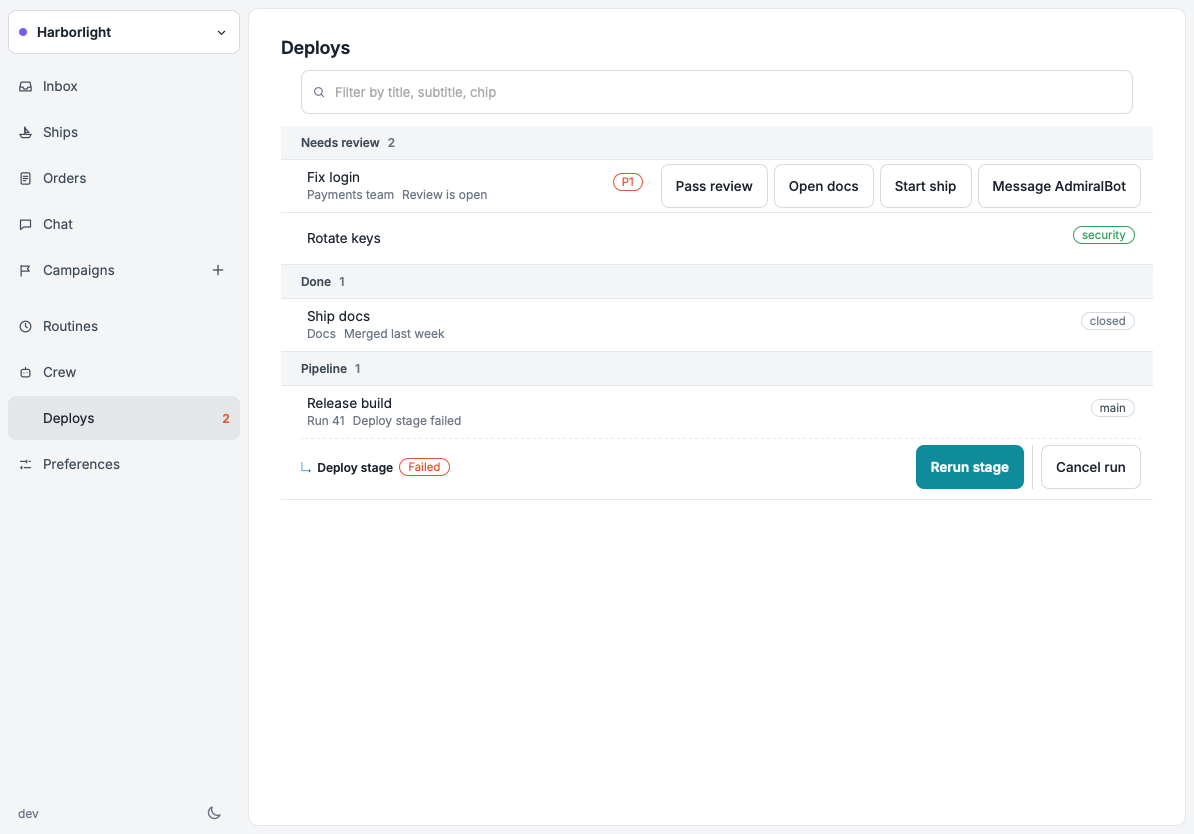 Harborlight
Inbox
Ships
Orders
Chat
Campaigns
Routines
Crew
Deploys 2
Preferences
dev
Deploys
Filter by title, subtitle, chip
Needs review 2
Fix login
Payments team Review is open
P1
Pass review
Open docs
Start ship
Message AdmiralBot
Rotate keys
security
Done 1
Ship docs
Docs Merged last week
closed
Pipeline 1
Release build
Run 41 Deploy stage failed
main
Deploy stage Failed
Rerun stage
Cancel run